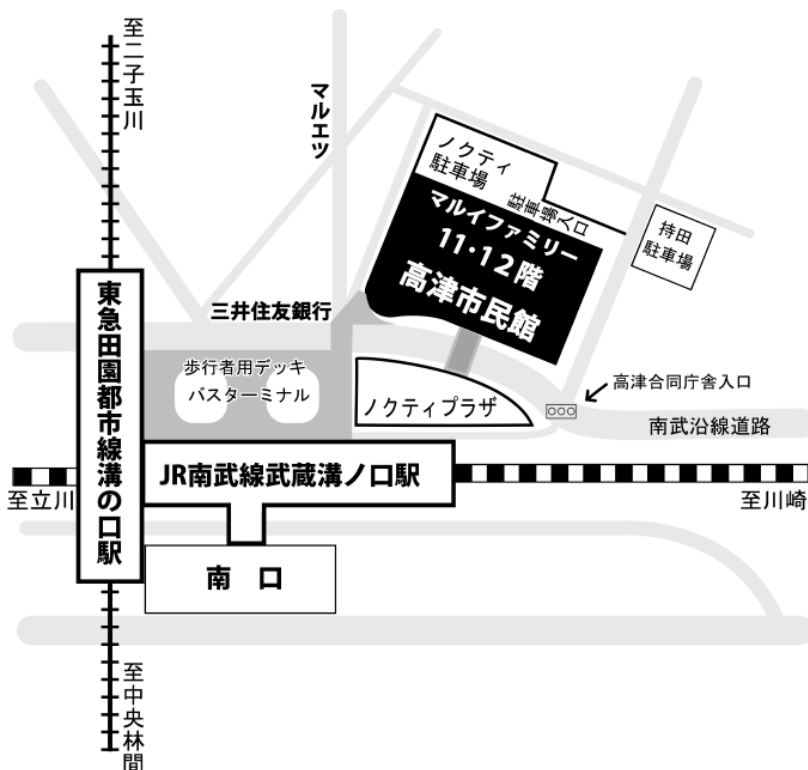 至二子玉川
マルエツ
ノクティ
駐車場
駐車場入口
マルイファミリー
11・12階
高津市民館
持田
駐車場
三井住友銀行
東急田園都市線溝の口駅
歩行者用デッキ
バスターミナル
ノクティプラザ
高津合同庁舎入口
南武沿線道路
JR南武線武蔵溝ノ口駅
至立川
至川崎
南 口
至中央林間